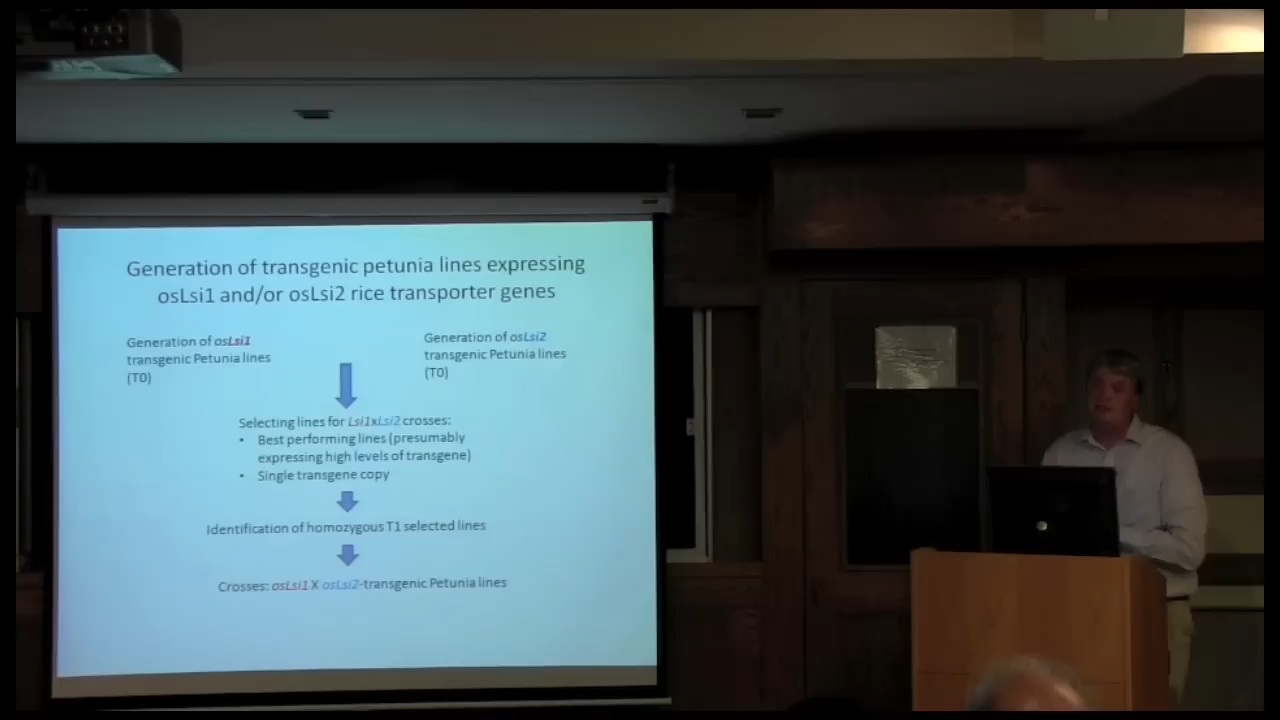 Generation of transgenic petunia lines expressing
osLsi1 and/or osLsi2 rice transporter genes
Generation of osLsi1
transgenic Petunia lines
(T0)
Generation of osLsi2
transgenic Petunia lines
(T0)
Selecting lines for Lsi1xLsi2 crosses:
• Best performing lines (presumably
expressing high levels of transgene)
• Single transgene copy
Identification of homozygous T1 selected lines
Crosses: osLsi1 X osLsi2-transgenic Petunia lines